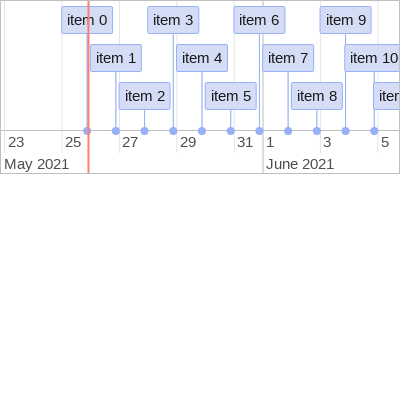 item 0 item 3 item 6 item 9
item 1 item 4 item 7 item 10
item 2 item 5 item 8
23 25 27 29 31 1 3 5
May 2021 June 2021